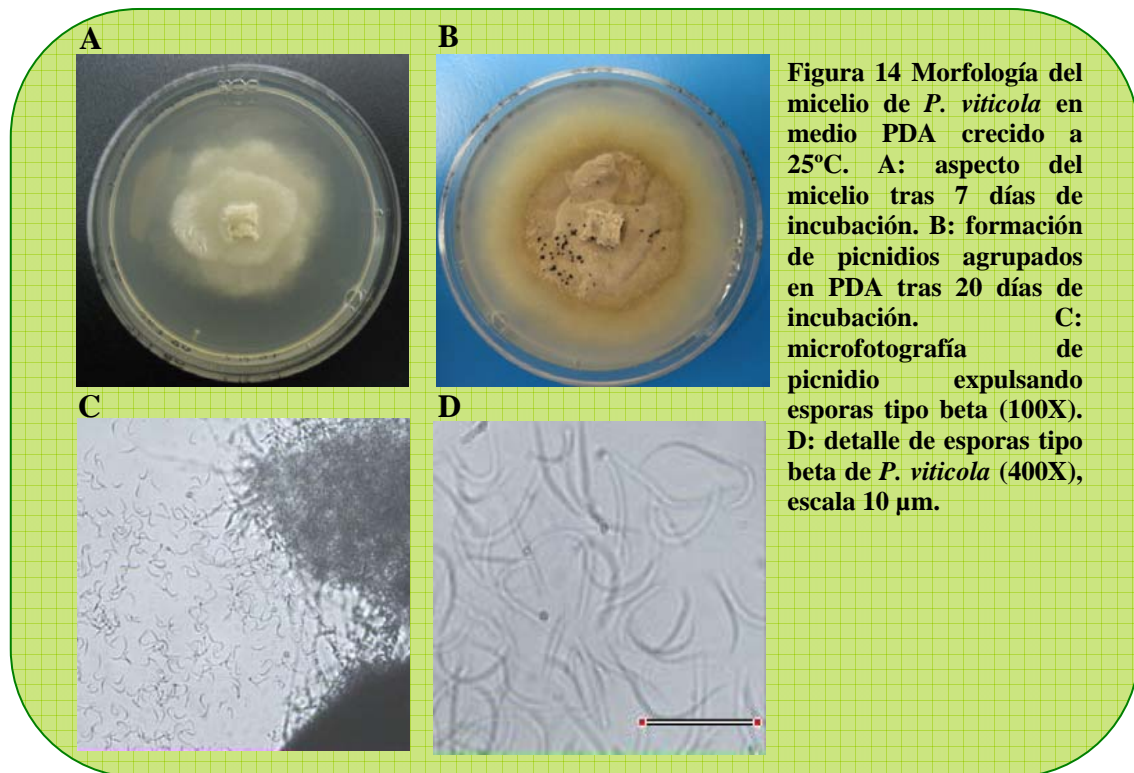 A
B
Figura 14 Morfología del
micelio de P. viticola en
medio PDA crecido a
25ºC. A: aspecto del
micelio tras 7 días de
incubación. B: formación
de picnidios agrupados
en PDA tras 20 días de
incubación. C:
microfotografía de
picnidio expulsando
esporas tipo beta (100X).
D: detalle de esporas tipo
beta de P. viticola (400X),
escala 10 µm.
C
D